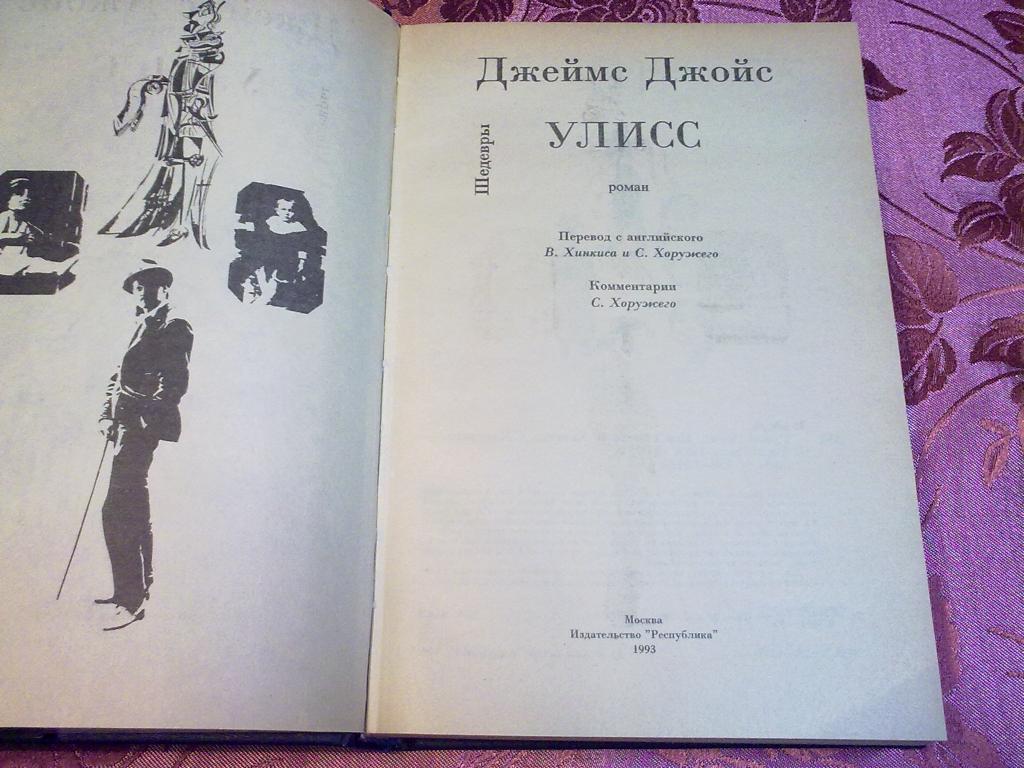 Джеймс Джойс
УЛИСС
Шедевры
роман
Перевод с английского
В. Хинкиса и С. Хоружего
Комментарии
С. Хоружего
Москва
Издательство "Республика"
1993